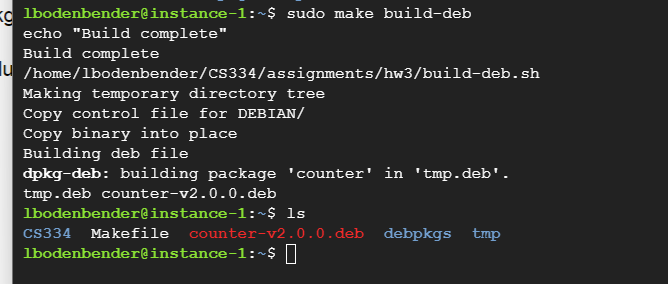 lbodenbender@instance-1:~$ sudo make build-deb
echo "Build complete"
Build complete
/home/lbodenbender/CS334/assignments/hw3/build-deb.sh
Making temporary directory tree
Copy control file for DEBIAN/
Copy binary into place
Building deb file
dpkg-deb: building package 'counter' in 'tmp.deb'.
tmp.deb counter-v2.0.0.deb
lbodenbender@instance-1:~$ ls
CS334 Makefile counter-v2.0.0.deb debpkgs tmp
lbodenbender@instance-1:~$